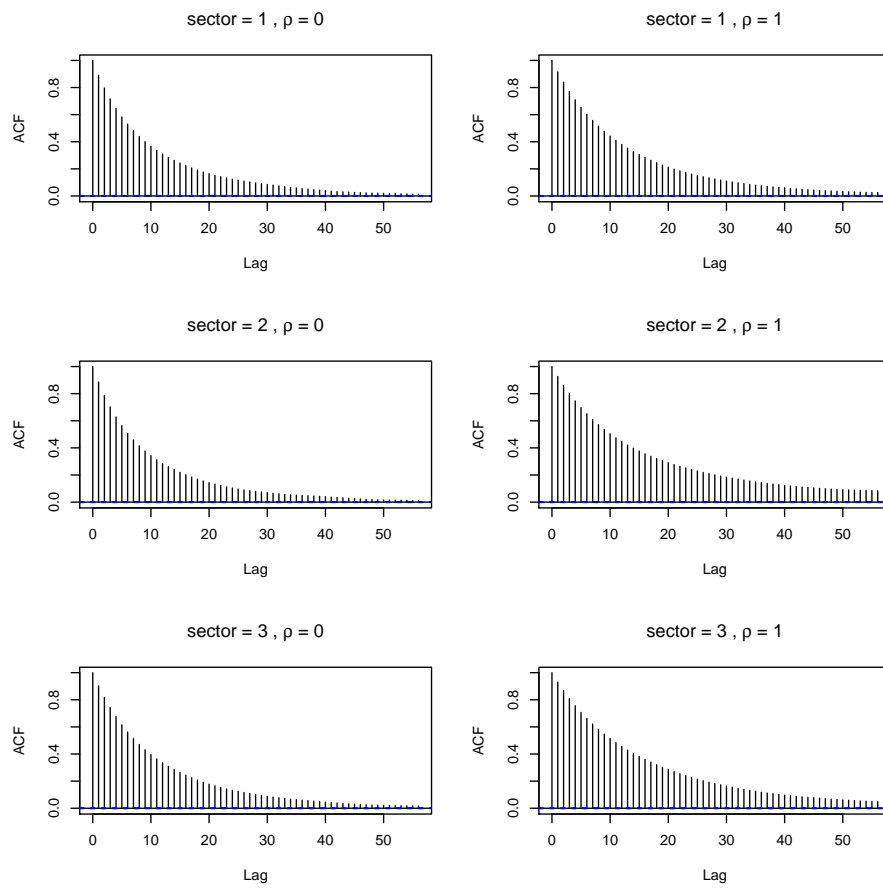 sector = 1 , ρ = 0
ACF
0.0 0.4 0.8
0 10 20 30 40 50
Lag
sector = 1 , ρ = 1
ACF
0.0 0.4 0.8
0 10 20 30 40 50
Lag
sector = 2 , ρ = 0
ACF
0.0 0.4 0.8
0 10 20 30 40 50
Lag
sector = 2 , ρ = 1
ACF
0.0 0.4 0.8
0 10 20 30 40 50
Lag
sector = 3 , ρ = 0
ACF
0.0 0.4 0.8
0 10 20 30 40 50
Lag
sector = 3 , ρ = 1
ACF
0.0 0.4 0.8
0 10 20 30 40 50
Lag